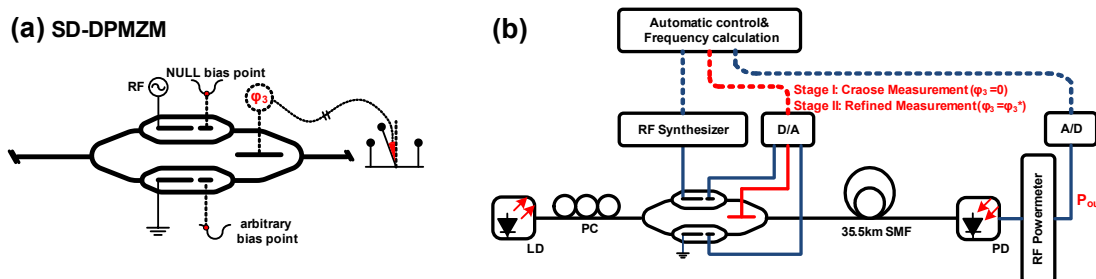 (a) SD-DPMZM
NULL bias point
RF
φ3
arbitrary
bias point
(b)
Automatic control&
Frequency calculation
Stage I: Craose Measurement(φ3=0)
Stage II: Refined Measurement(φ3=φ3*)
RF Synthesizer
D/A
A/D
LD
PC
35.5km SMF
PD
RF Powermeter